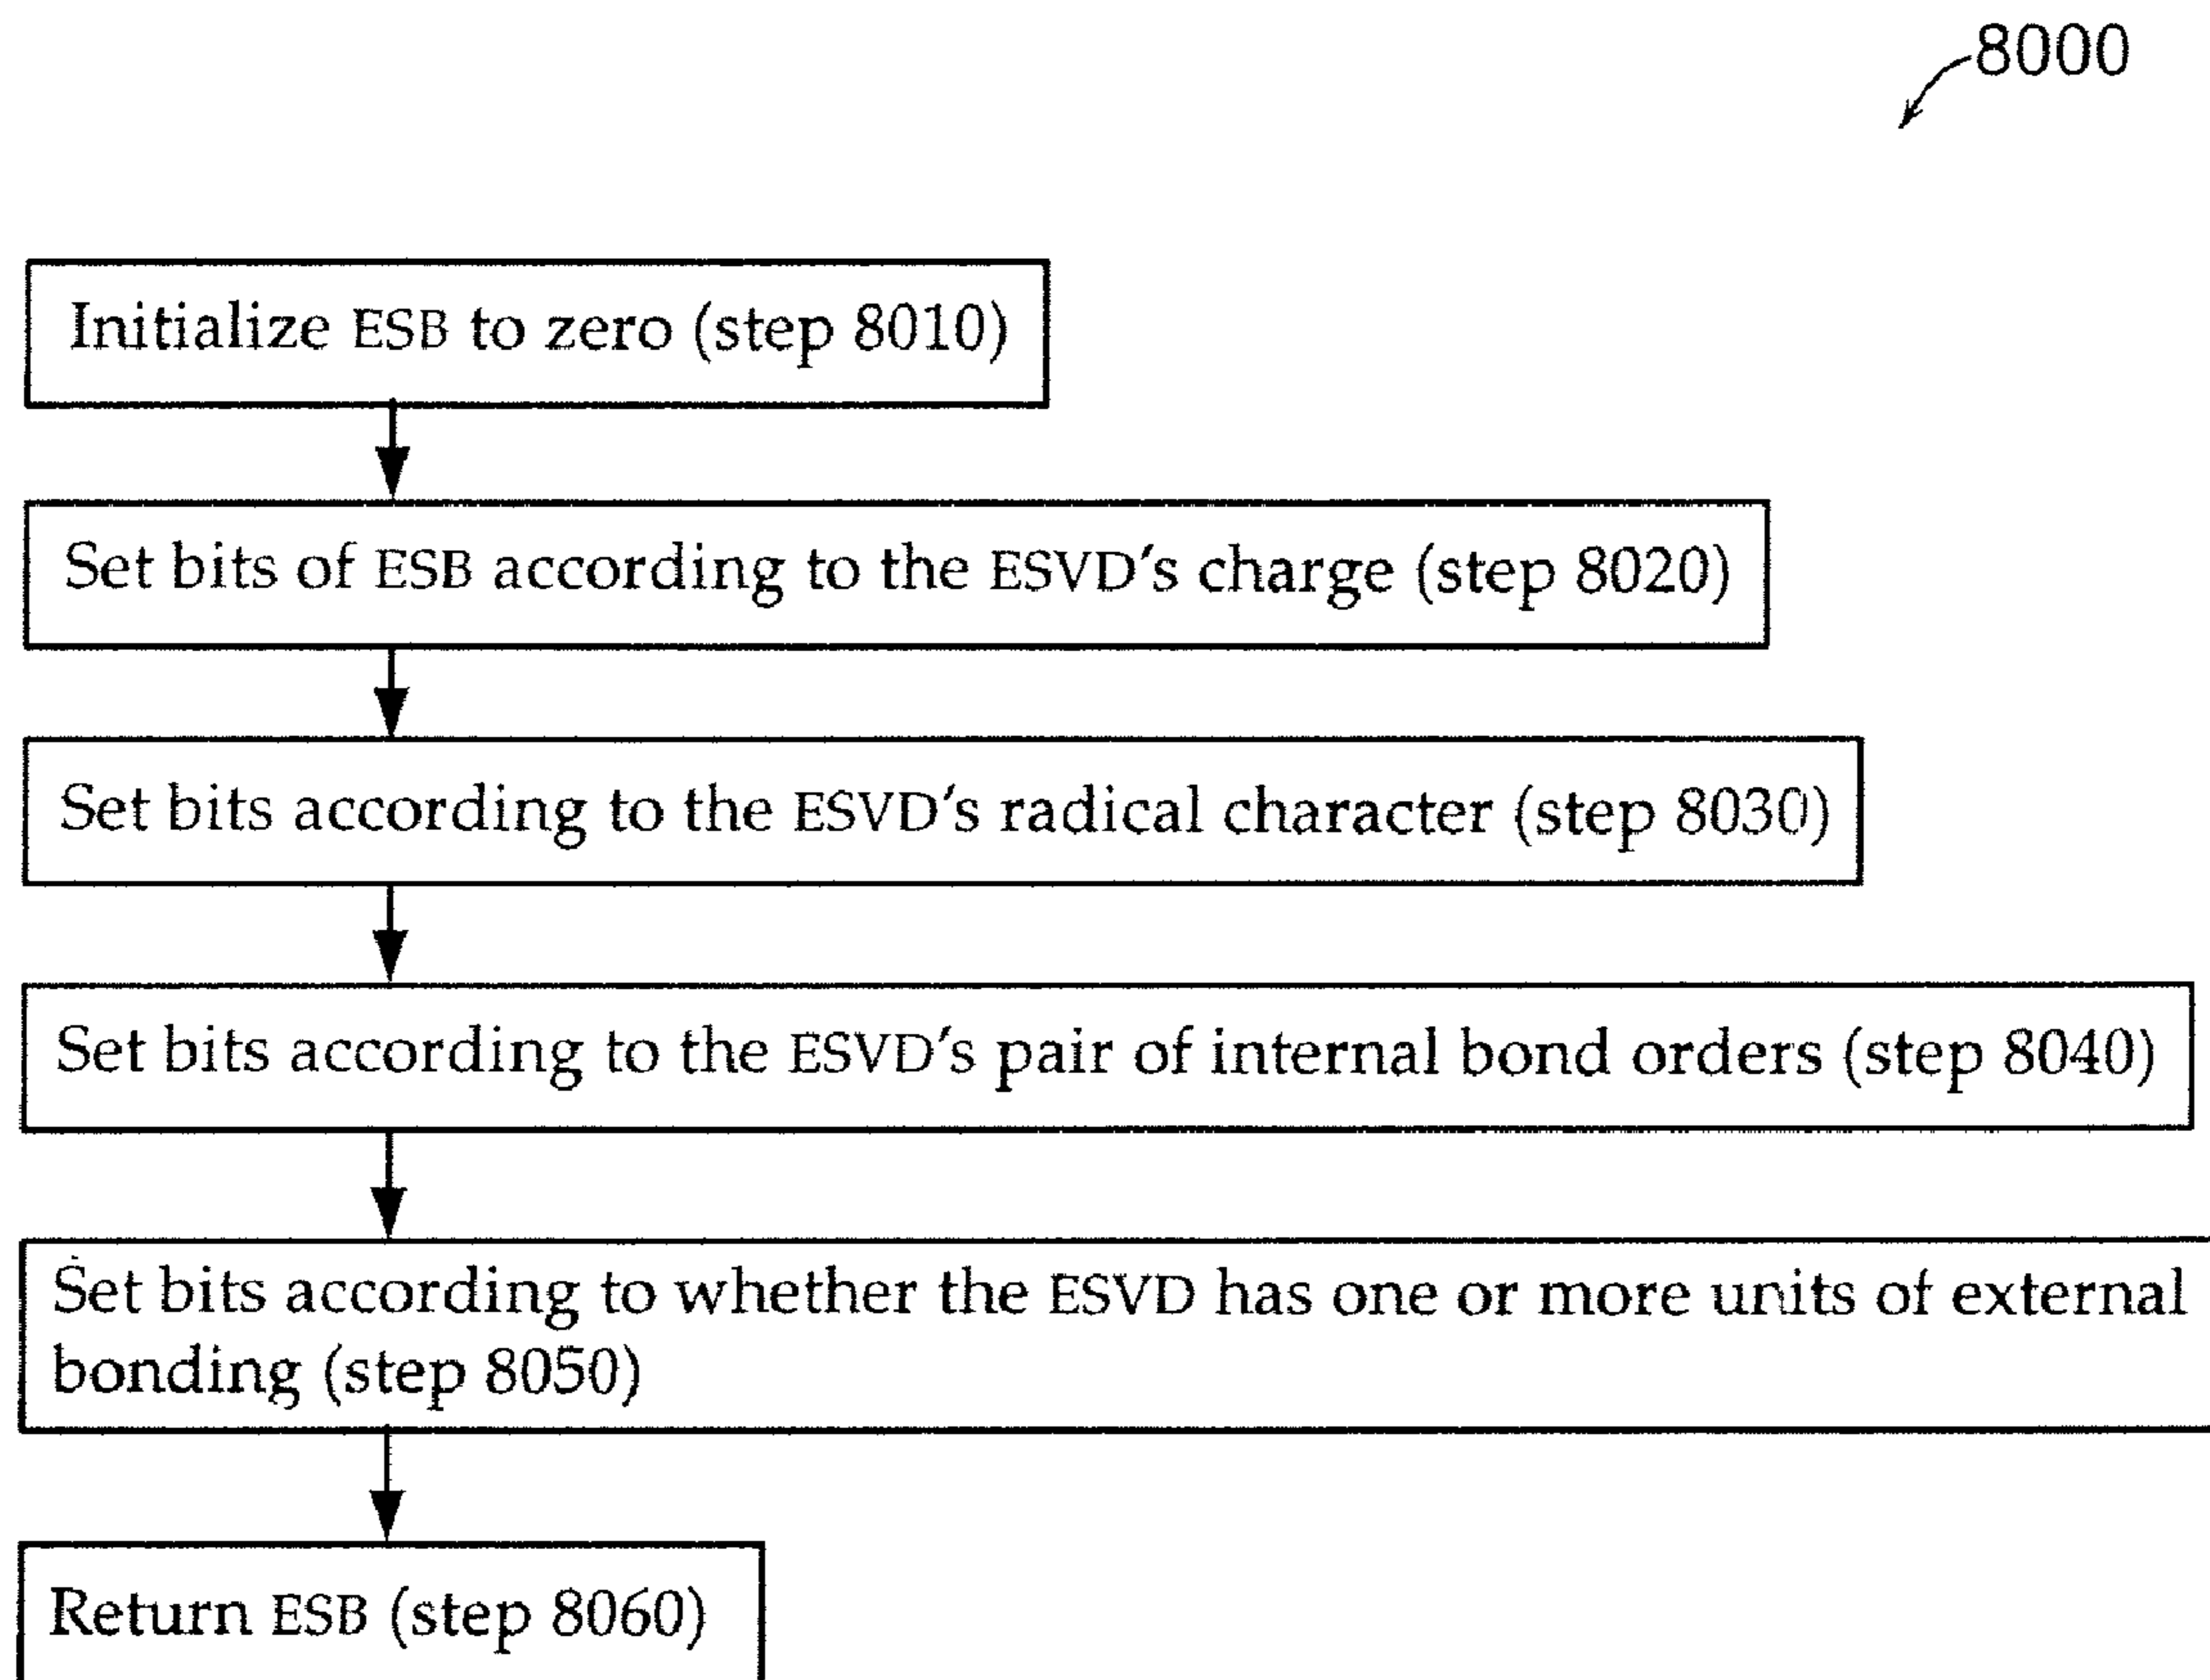 8000
Initialize ESB to zero (step 8010)
Set bits of ESB according to the ESVD's charge (step 8020)
Set bits according to the ESVD's radical character (step 8030)
Set bits according to the ESVD's pair of internal bond orders (step 8040)
Set bits according to whether the ESVD has one or more units of external
bonding (step 8050)
Return ESB (step 8060)